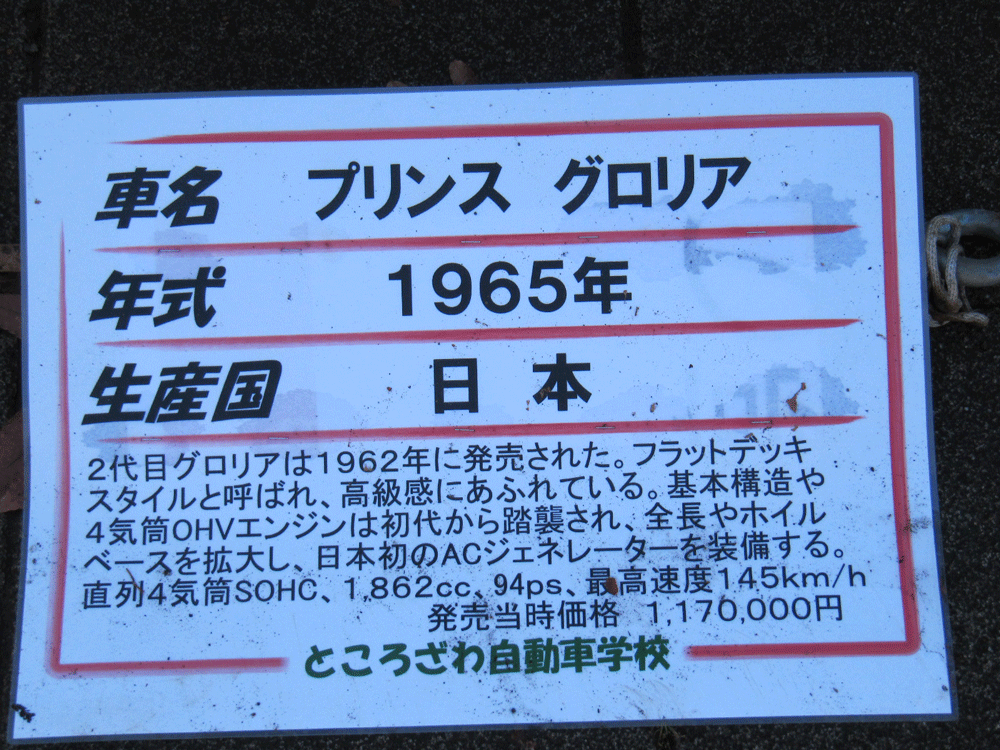 車名 プリンス グロリア
年式 1965年
生産国 日本
2代目グロリアは1962年に発売された。フラットデッキ
スタイルと呼ばれ、高級感にあふれている。基本構造や
4気筒OHVエンジンは初代から踏襲され、全長やホイル
ベースを拡大し、日本初のACジェネレーターを装備する。
直列4気筒SOHC、1,862cc、94ps、最高速度145km/h
発売当時価格 1,170,000円
ところざわ自動車学校